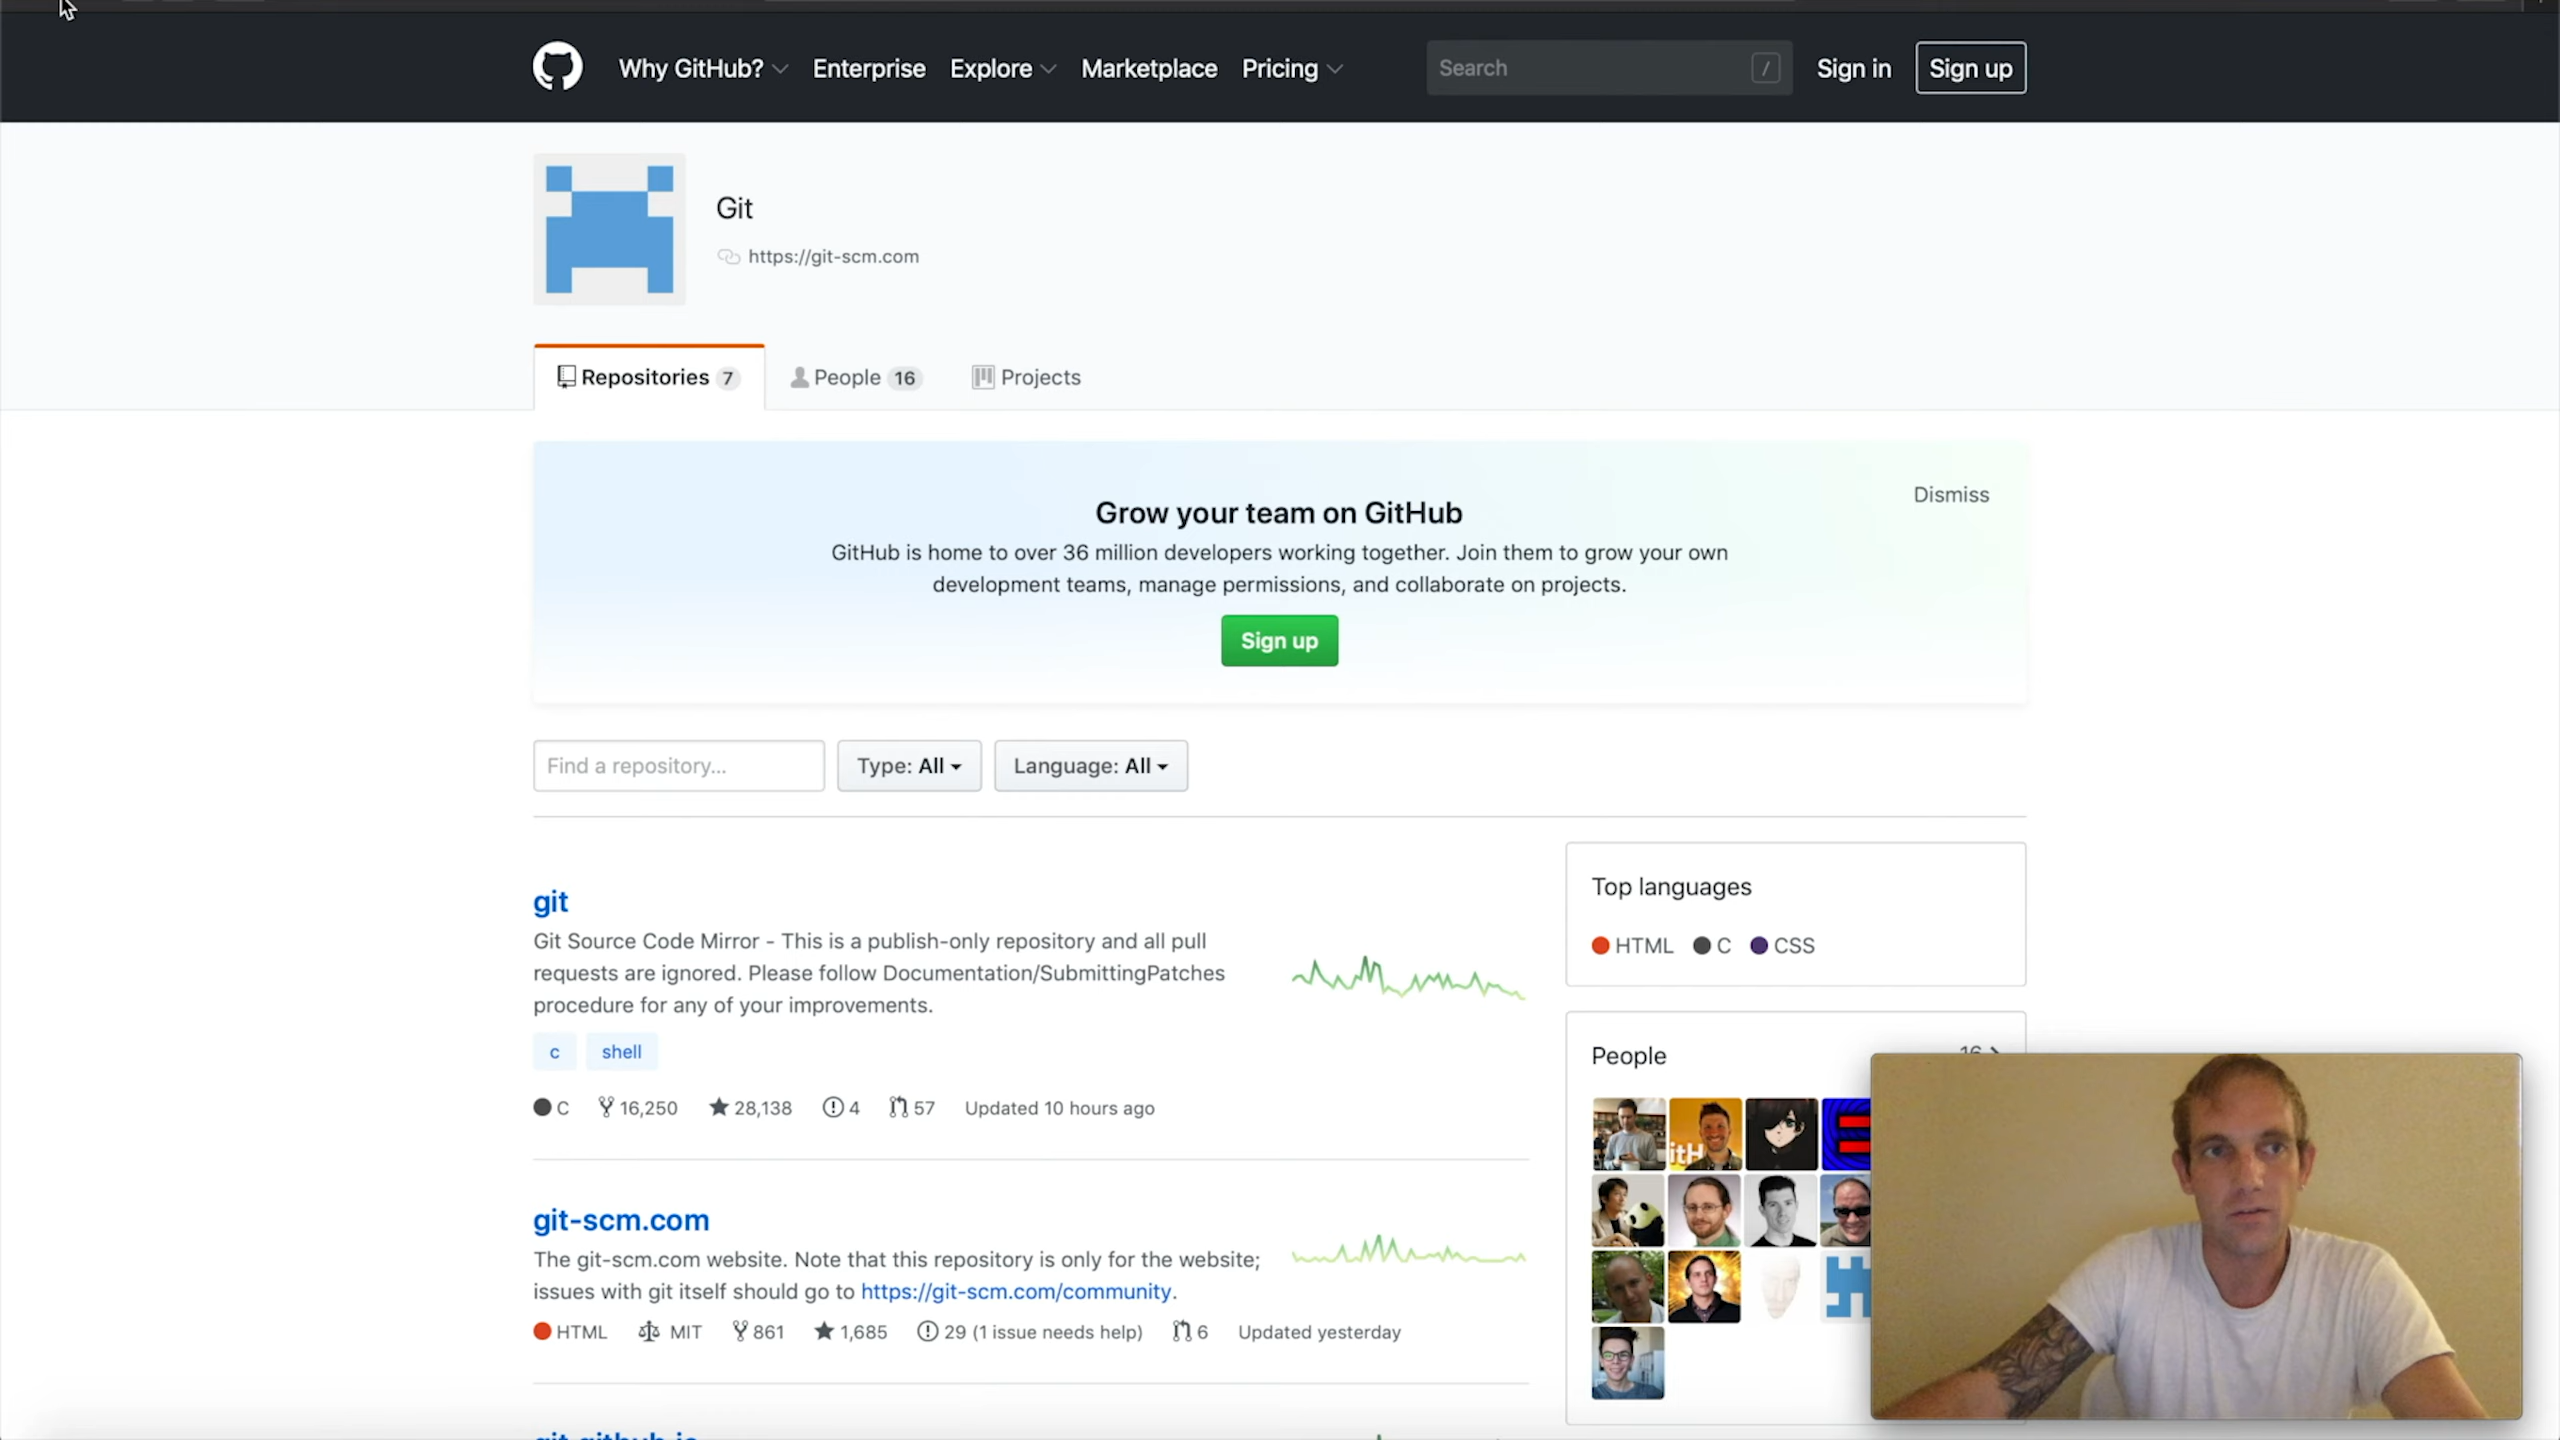 Why GitHub? Enterprise Explore Marketplace Pricing Search / Sign in Sign up
Git
https://git-scm.com
Repositories 7 People 16 Projects
Dismiss
Grow your team on GitHub
GitHub is home to over 36 million developers working together. Join them to grow your own
development teams, manage permissions, and collaborate on projects.
Sign up
Find a repository... Type: All Language: All
git
Git Source Code Mirror - This is a publish-only repository and all pull
requests are ignored. Please follow Documentation/SubmittingPatches
procedure for any of your improvements.
c shell
C 16,250 28,138 4 57 Updated 10 hours ago
git-scm.com
The git-scm.com website. Note that this repository is only for the website;
issues with git itself should go to https://git-scm.com/community.
HTML MIT 861 1,685 29 (1 issue needs help) 6 Updated yesterday
git.github.io
Top languages
HTML C CSS
People 16
itH